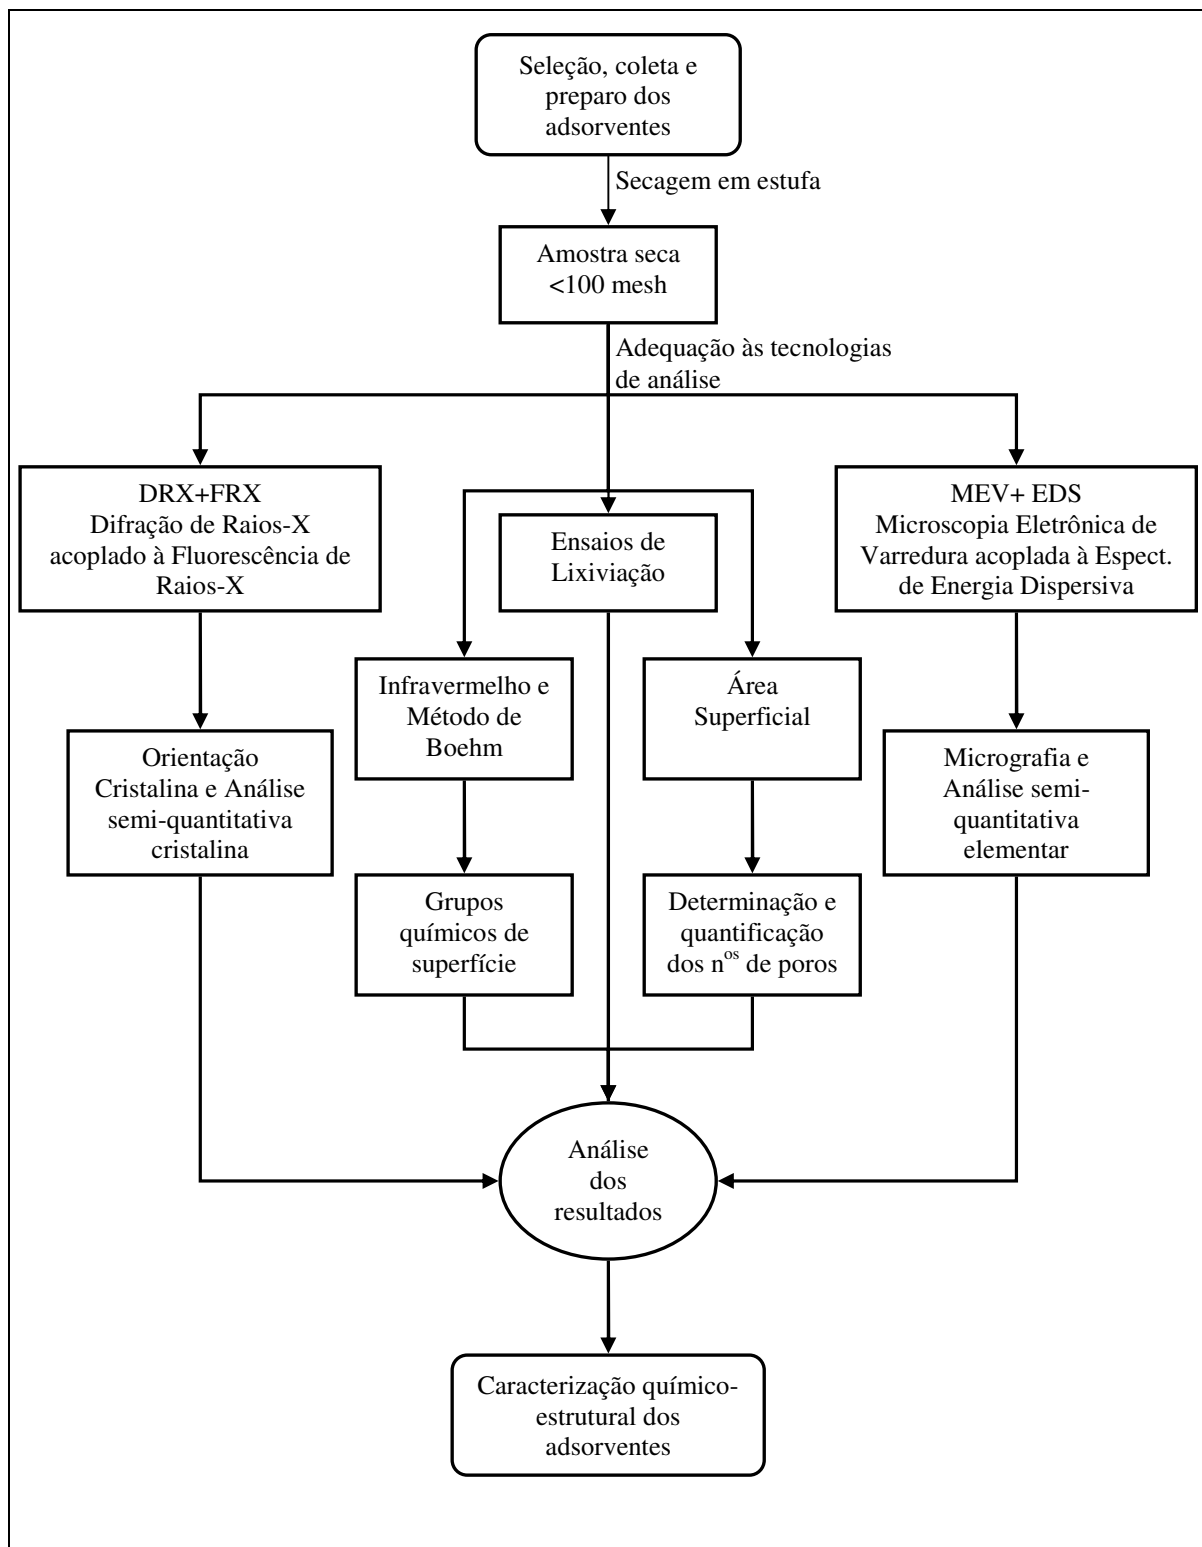 Seleção, coleta e
preparo dos
adsorventes
Secagem em estufa
Amostra seca
<100 mesh
Adequação às tecnologias
de análise
DRX+FRX
Difração de Raios-X
acoplado à Fluorescência de
Raios-X
Ensaios de
Lixiviação
MEV+ EDS
Microscopia Eletrônica de
Varredura acoplada à Espect.
de Energia Dispersiva
Infravermelho e
Método de
Boehm
Área
Superficial
Orientação
Cristalina e Análise
semi-quantitativa
cristalina
Micrografia e
Análise semi-
quantitativa
elementar
Grupos
químicos de
superfície
Determinação e
quantificação
dos nos de poros
Análise
dos
resultados
Caracterização químico-
estrutural dos
adsorventes